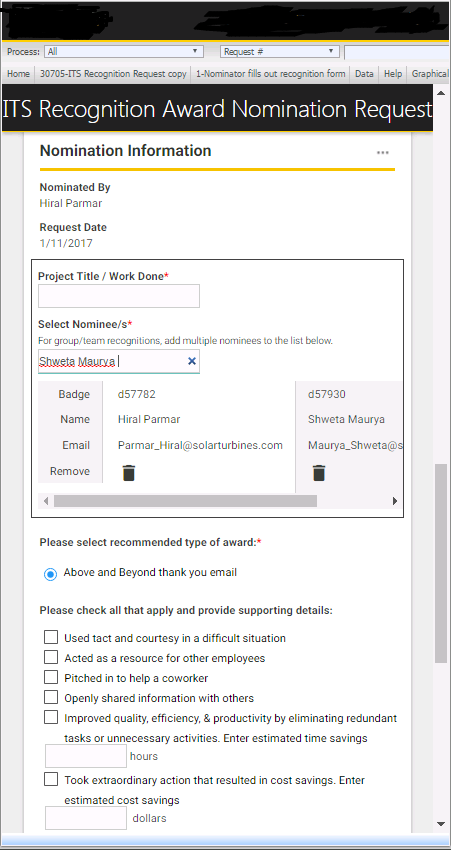 Process: All Request #
Home 30705-ITS Recognition Request copy 1-Nominator fills out recognition form Data Help Graphical
ITS Recognition Award Nomination Request
Nomination Information
Nominated By
Hiral Parmar
Request Date
1/11/2017
Project Title / Work Done*
Select Nominee/s*
For group/team recognitions, add multiple nominees to the list below.
Shweta Maurya
Badge d57782 d57930
Name Hiral Parmar Shweta Maurya
Email Parmar_Hiral@solarturbines.com Maurya_Shweta@s
Remove
Please select recommended type of award:*
Above and Beyond thank you email
Please check all that apply and provide supporting details:
Used tact and courtesy in a difficult situation
Acted as a resource for other employees
Pitched in to help a coworker
Openly shared information with others
Improved quality, efficiency, & productivity by eliminating redundant
tasks or unnecessary activities. Enter estimated time savings
hours
Took extraordinary action that resulted in cost savings. Enter
estimated cost savings
dollars